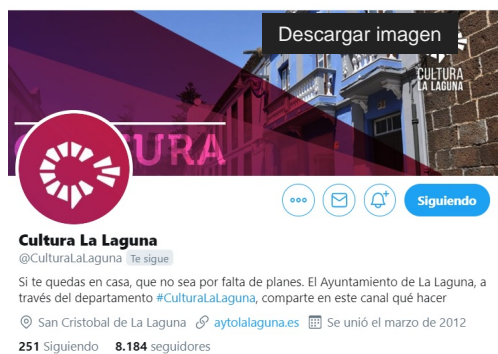 Descargar imagen
CULTURA
LA LAGUNA
CULTURA
Siguiendo
Cultura La Laguna
@CulturaLaLaguna Te sigue
Si te quedas en casa, que no sea por falta de planes. El Ayuntamiento de La Laguna, a
través del departamento #CulturaLaLaguna, comparte en este canal qué hacer
San Cristobal de La Laguna aytolalaguna.es Se unió el marzo de 2012
251 Siguiendo 8.184 seguidores